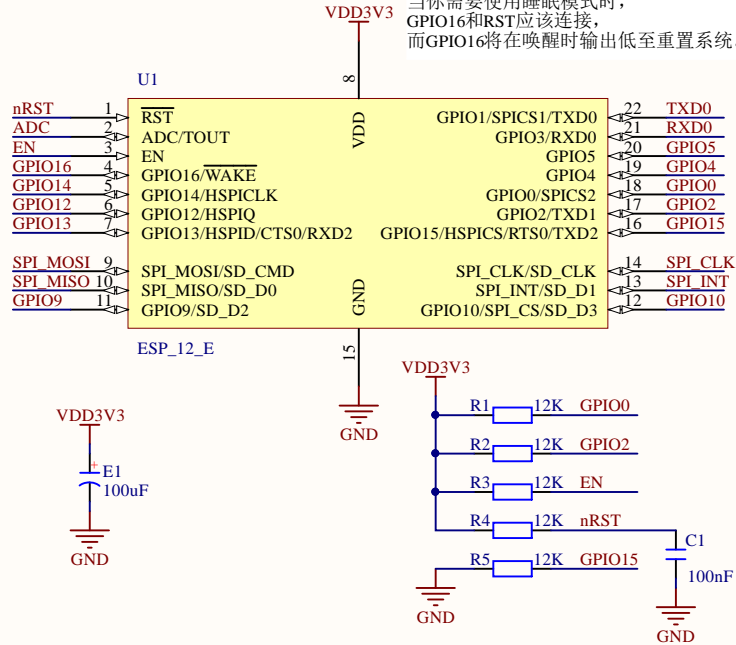 当你需要使用睡眠模式时，
GPIO16和RST应该连接，
而GPIO16将在唤醒时输出低至重置系统
VDD3V3
8
U1
nRST 1 RST
ADC 2 ADC/TOUT
EN 3 EN
GPIO16 4 GPIO16/WAKE
GPIO14 5 GPIO14/HSPICLK
GPIO12 6 GPIO12/HSPIQ
GPIO13 7 GPIO13/HSPID/CTS0/RXD2
SPI_MOSI 9 SPI_MOSI/SD_CMD
SPI_MISO 10 SPI_MISO/SD_D0
GPIO9 11 GPIO9/SD_D2
VDD
GND
GPIO1/SPICS1/TXD0 22 TXD0
GPIO3/RXD0 21 RXD0
GPIO5 20 GPIO5
GPIO4 19 GPIO4
GPIO0/SPICS2 18 GPIO0
GPIO2/TXD1 17 GPIO2
GPIO15/HSPICS/RTS0/TXD2 16 GPIO15
SPI_CLK/SD_CLK 14 SPI_CLK
SPI_INT/SD_D1 13 SPI_INT
GPIO10/SPI_CS/SD_D3 12 GPIO10
ESP_12_E
15
GND
VDD3V3
+
E1
100uF
GND
VDD3V3
R1 12K GPIO0
R2 12K GPIO2
R3 12K EN
R4 12K nRST
R5 12K GPIO15
GND
C1
100nF
GND